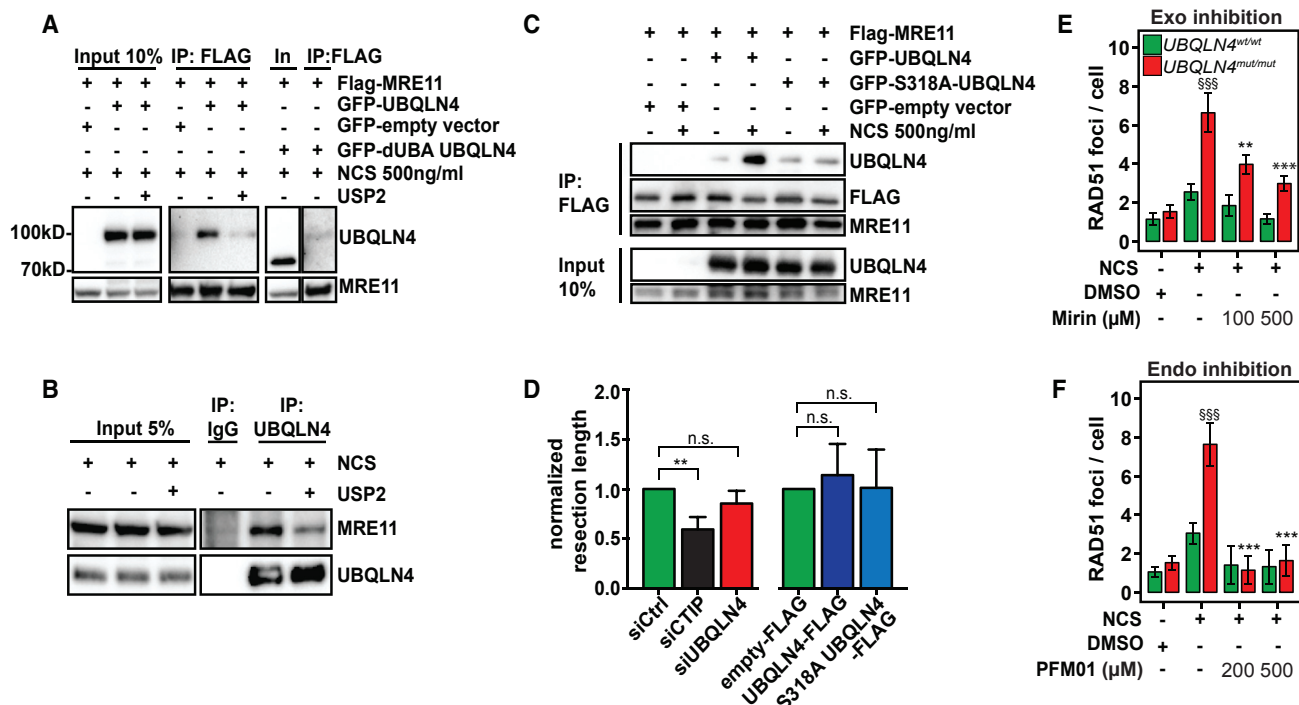 A
Input 10% IP: FLAG In IP:FLAG
+ + + + + + + + Flag-MRE11
- + + - + + - - GFP-UBQLN4
+ - - + - - - - GFP-empty vector
- - - - - - + + GFP-dUBA UBQLN4
+ + + + + + + + NCS 500ng/ml
- - + - - + - - USP2
100kD
70kD
UBQLN4
MRE11
B
Input 5% IP: IgG IP: UBQLN4
+ + + + + + NCS
- - + - - + USP2
MRE11
UBQLN4
C
+ + + + + + Flag-MRE11
- - + + - - GFP-UBQLN4
- - - - + + GFP-S318A-UBQLN4
+ + - - - - GFP-empty vector
- + - + - + NCS 500ng/ml
IP: FLAG
UBQLN4
FLAG
MRE11
Input 10%
UBQLN4
MRE11
D
normalized
resection length
2.0
1.5
1.0
0.5
0.0
**
n.s.
n.s.
n.s.
siCtrl
siCTIP
siUBQLN4
empty-FLAG
UBQLN4-FLAG
S318A UBQLN4
-FLAG
E
Exo inhibition
UBQLN4wt/wt
UBQLN4mut/mut
RAD51 foci / cell
10
8
6
4
2
0
§§§
**
***
NCS - + + +
DMSO + - - -
Mirin (µM) - - 100 500
F
Endo inhibition
RAD51 foci / cell
10
8
6
4
2
0
§§§
***
***
NCS - + + +
DMSO + - - -
PFM01 (µM) - - 200 500